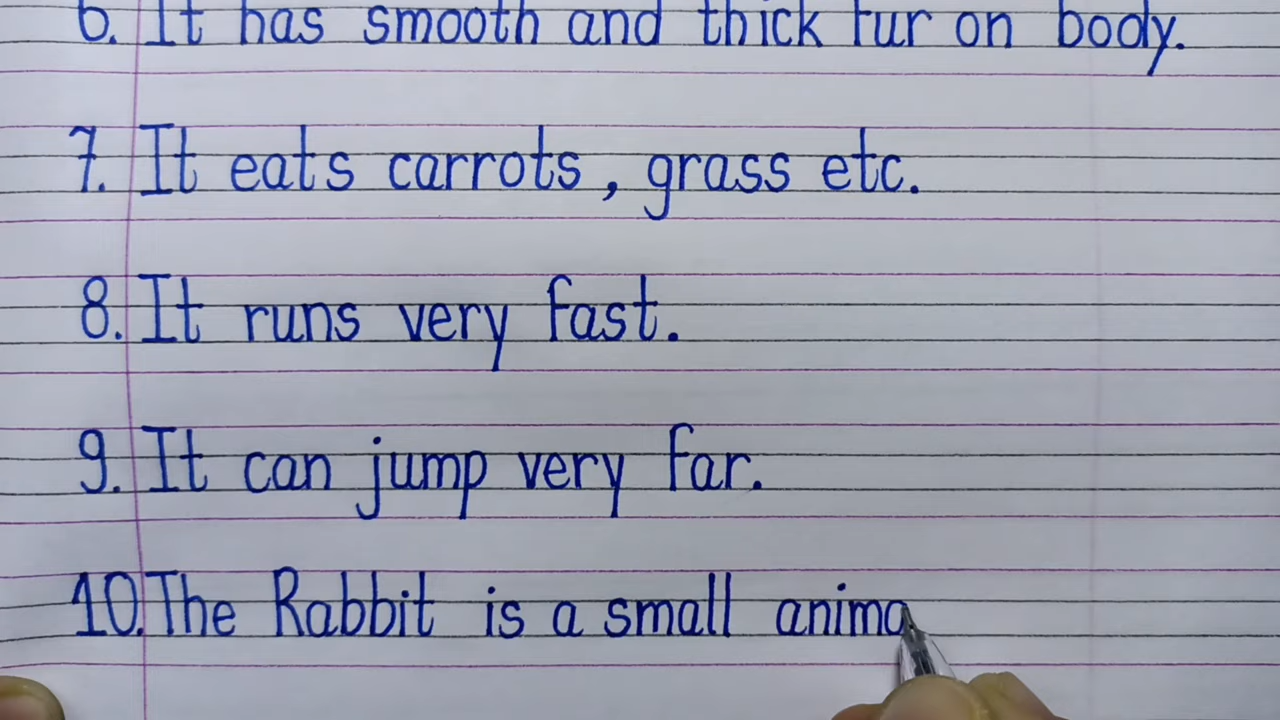 6. It has smooth and thick fur on body.
7. It eats carrots, grass etc.
8. It runs very fast.
9. It can jump very far.
10. The Rabbit is a small anima